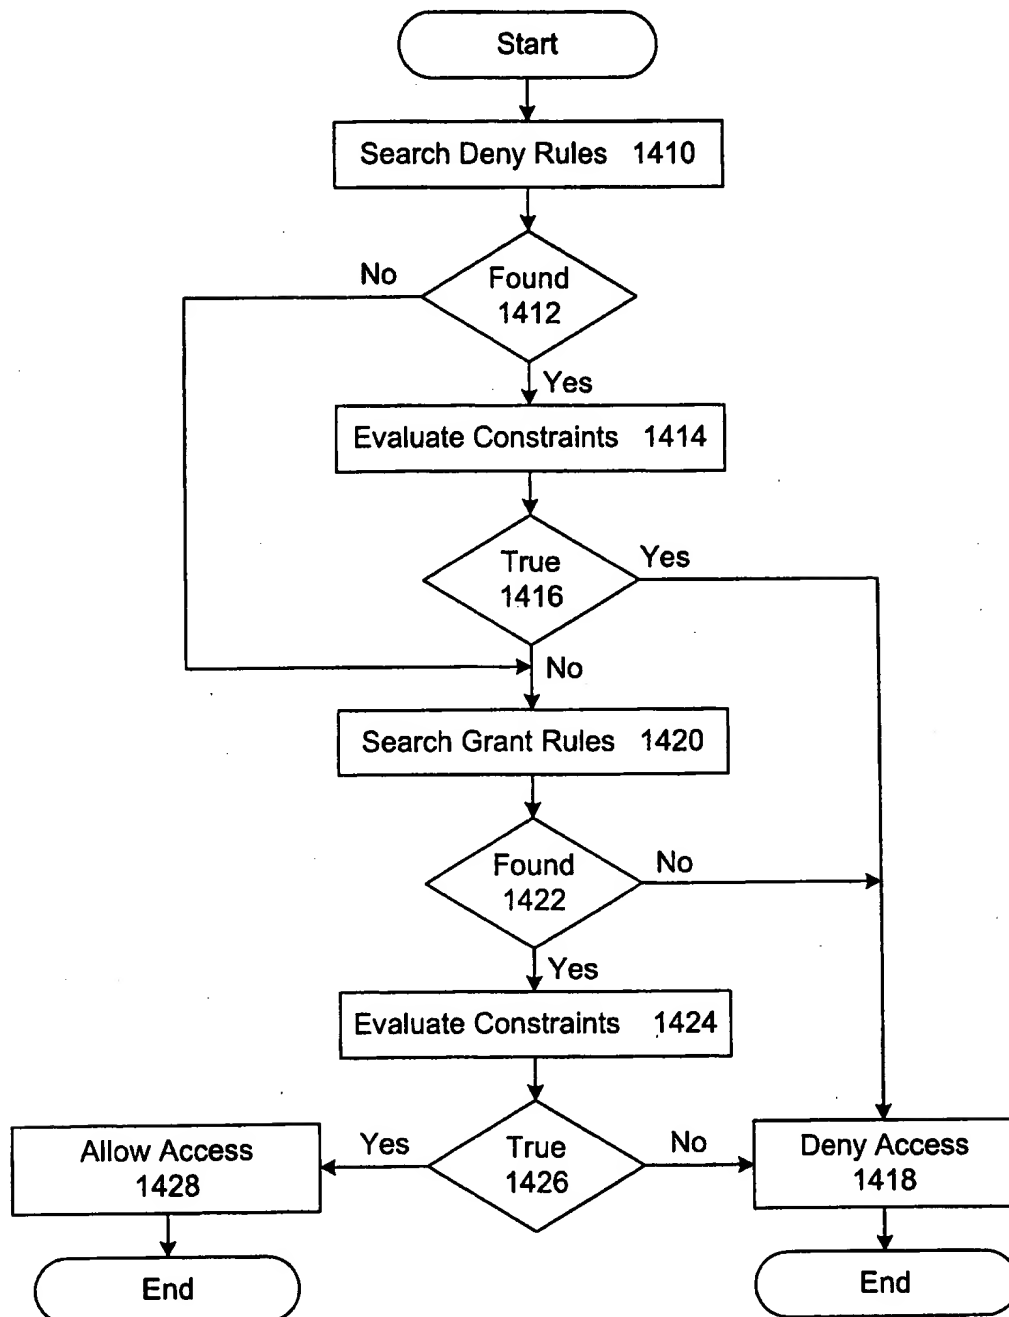 Start
Search Deny Rules 1410
No
Found
1412
Yes
Evaluate Constraints 1414
True
1416
Yes
No
Search Grant Rules 1420
Found
1422
No
Yes
Evaluate Constraints 1424
Allow Access
1428
Yes
True
1426
No
Deny Access
1418
End
End